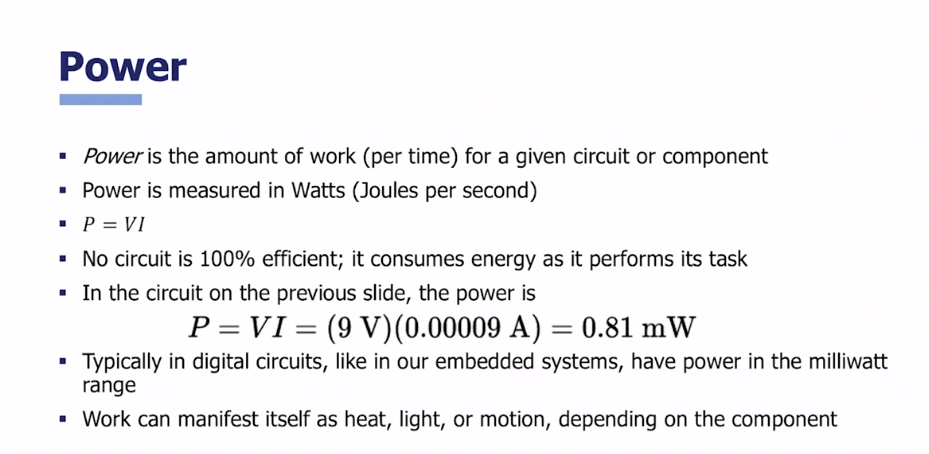 Power
▪ Power is the amount of work (per time) for a given circuit or component
▪ Power is measured in Watts (Joules per second)
▪ P = VI
▪ No circuit is 100% efficient; it consumes energy as it performs its task
▪ In the circuit on the previous slide, the power is
P = VI = (9 V)(0.00009 A) = 0.81 mW
▪ Typically in digital circuits, like in our embedded systems, have power in the milliwatt
range
▪ Work can manifest itself as heat, light, or motion, depending on the component